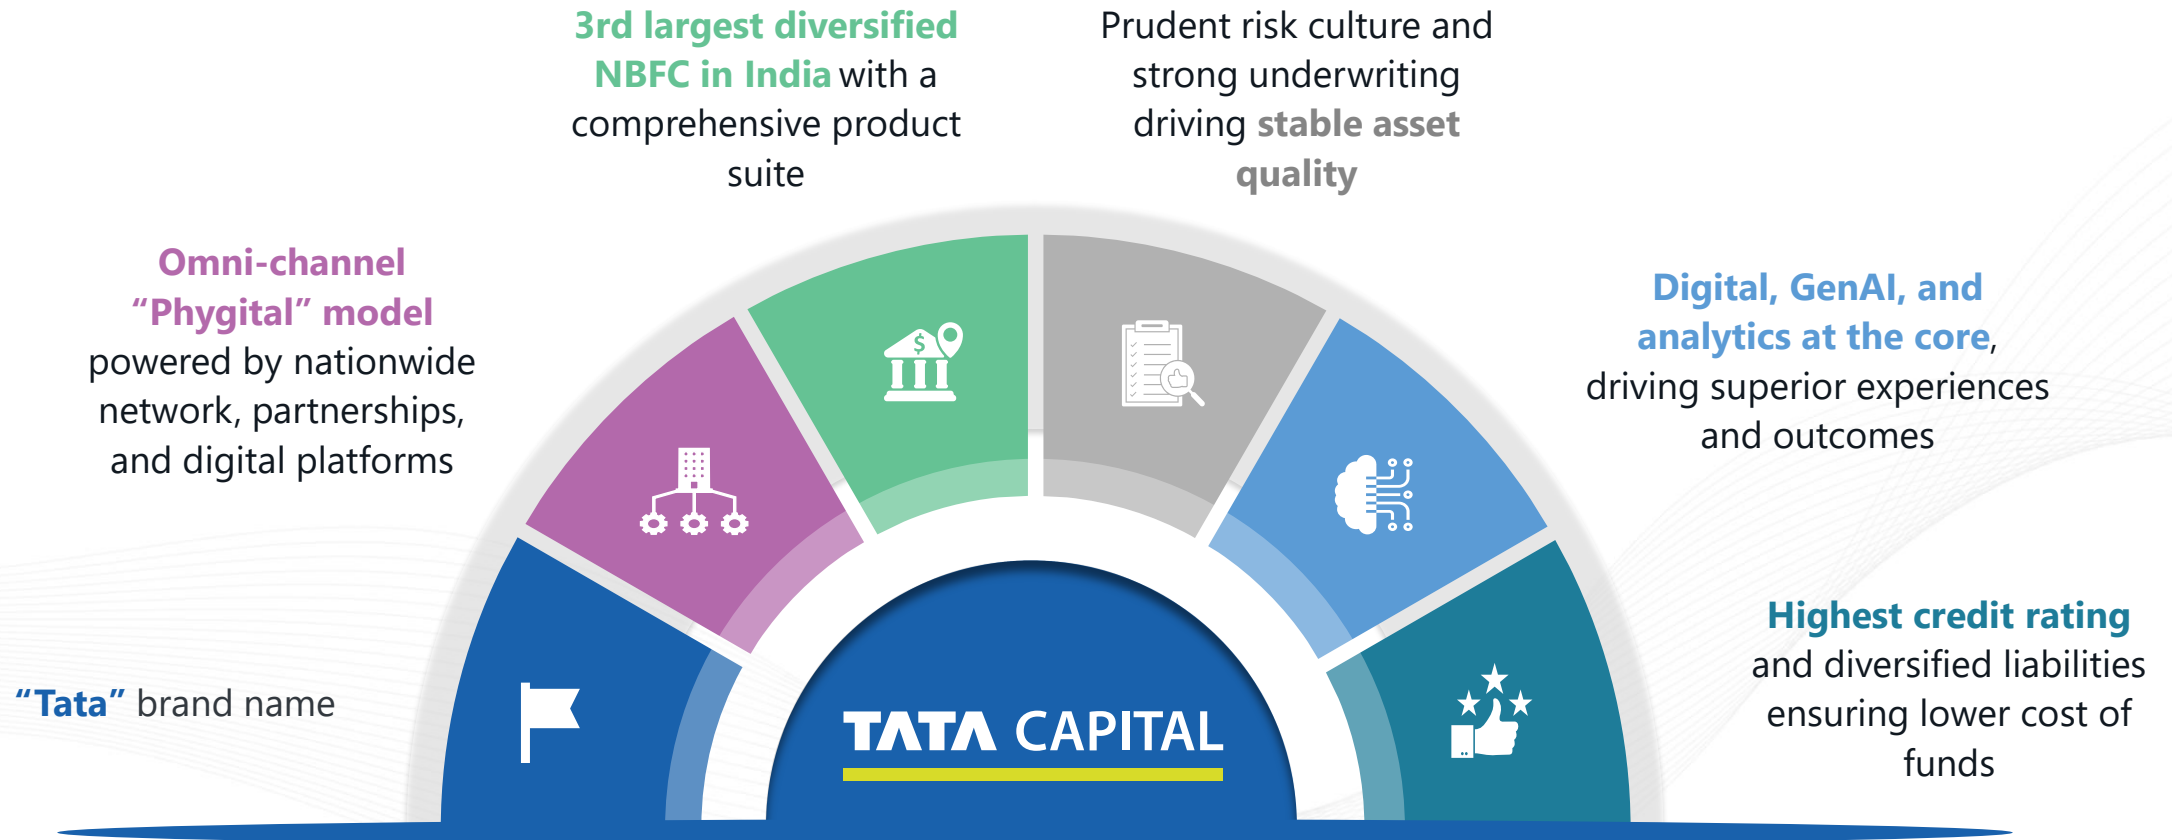 3rd largest diversified
NBFC in India with a
comprehensive product
suite
Prudent risk culture and
strong underwriting
driving stable asset
quality
Omni-channel
“Phygital” model
powered by nationwide
network, partnerships,
and digital platforms
Digital, GenAI, and
analytics at the core,
driving superior experiences
and outcomes
“Tata” brand name
Highest credit rating
and diversified liabilities
ensuring lower cost of
funds
$
TATA CAPITAL